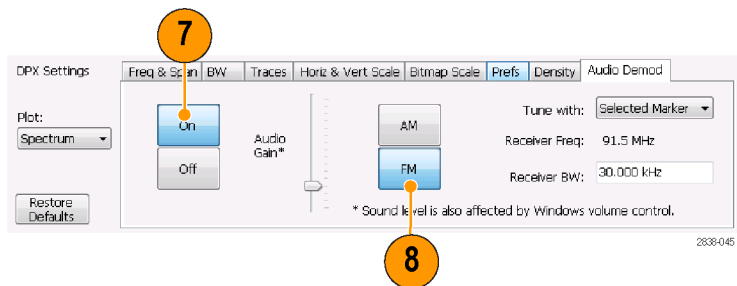 7
DPX Settings
Freq & Span BW Traces Horiz & Vert Scale Bitmap Scale Prefs Density Audio Demod
Plot:
Spectrum
Restore
Defaults
On
Off
Audio
Gain*
AM
FM
Tune with: Selected Marker
Receiver Freq: 91.5 MHz
Receiver BW: 30.000 kHz
* Sound level is also affected by Windows volume control.
8
2838-045